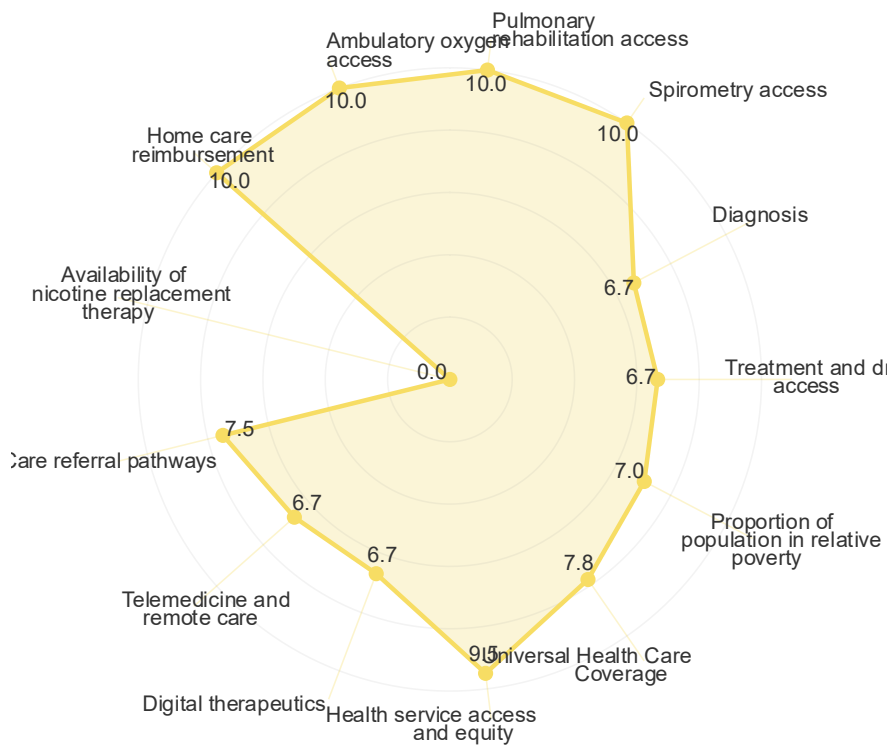 Pulmonary
rehabilitation access
Ambulatory oxygen
access
10.0
10.0
Spirometry access
10.0
Home care
reimbursement
10.0
Diagnosis
6.7
Availability of
nicotine replacement
therapy
0.0
Treatment and
access
6.7
7.5
Care referral pathways
7.0
Proportion of
population in relative
poverty
6.7
Telemedicine and
remote care
6.7
7.8
Universal Health Care
Coverage
9.5
Digital therapeutics
Health service access
and equity